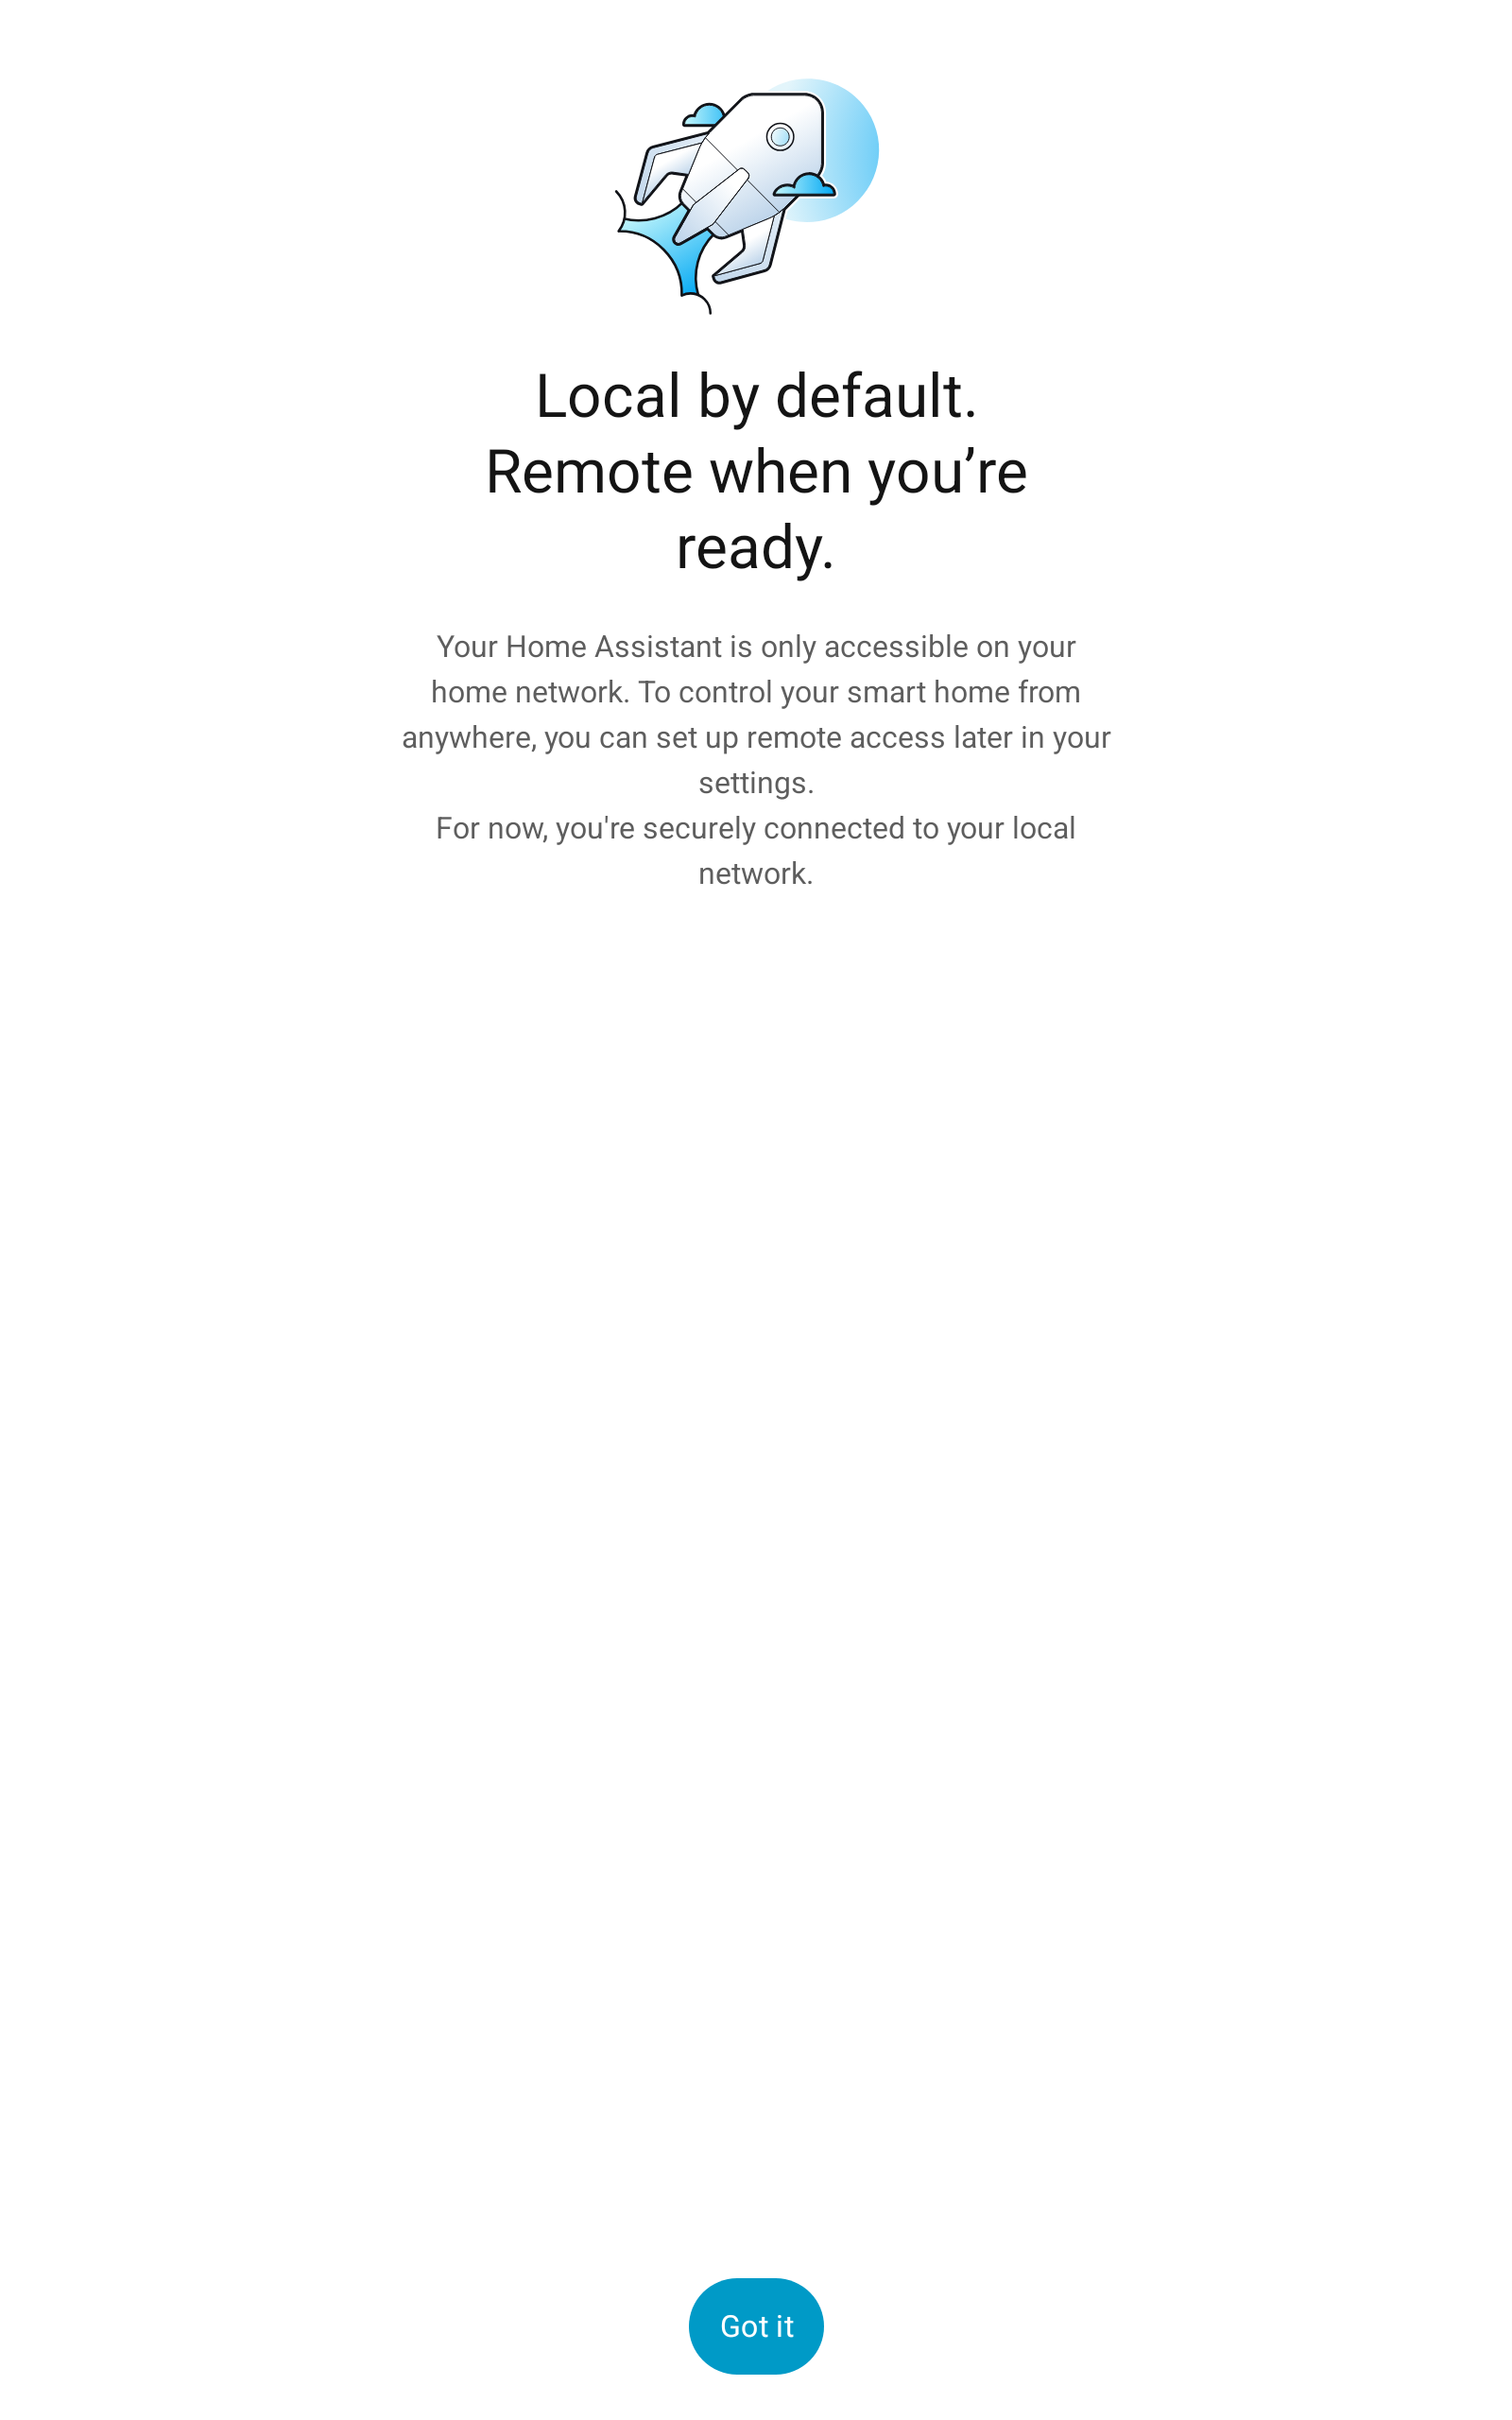 Local by default.
Remote when you’re
ready.
Your Home Assistant is only accessible on your
home network. To control your smart home from
anywhere, you can set up remote access later in your
settings.
For now, you're securely connected to your local
network.
Got it